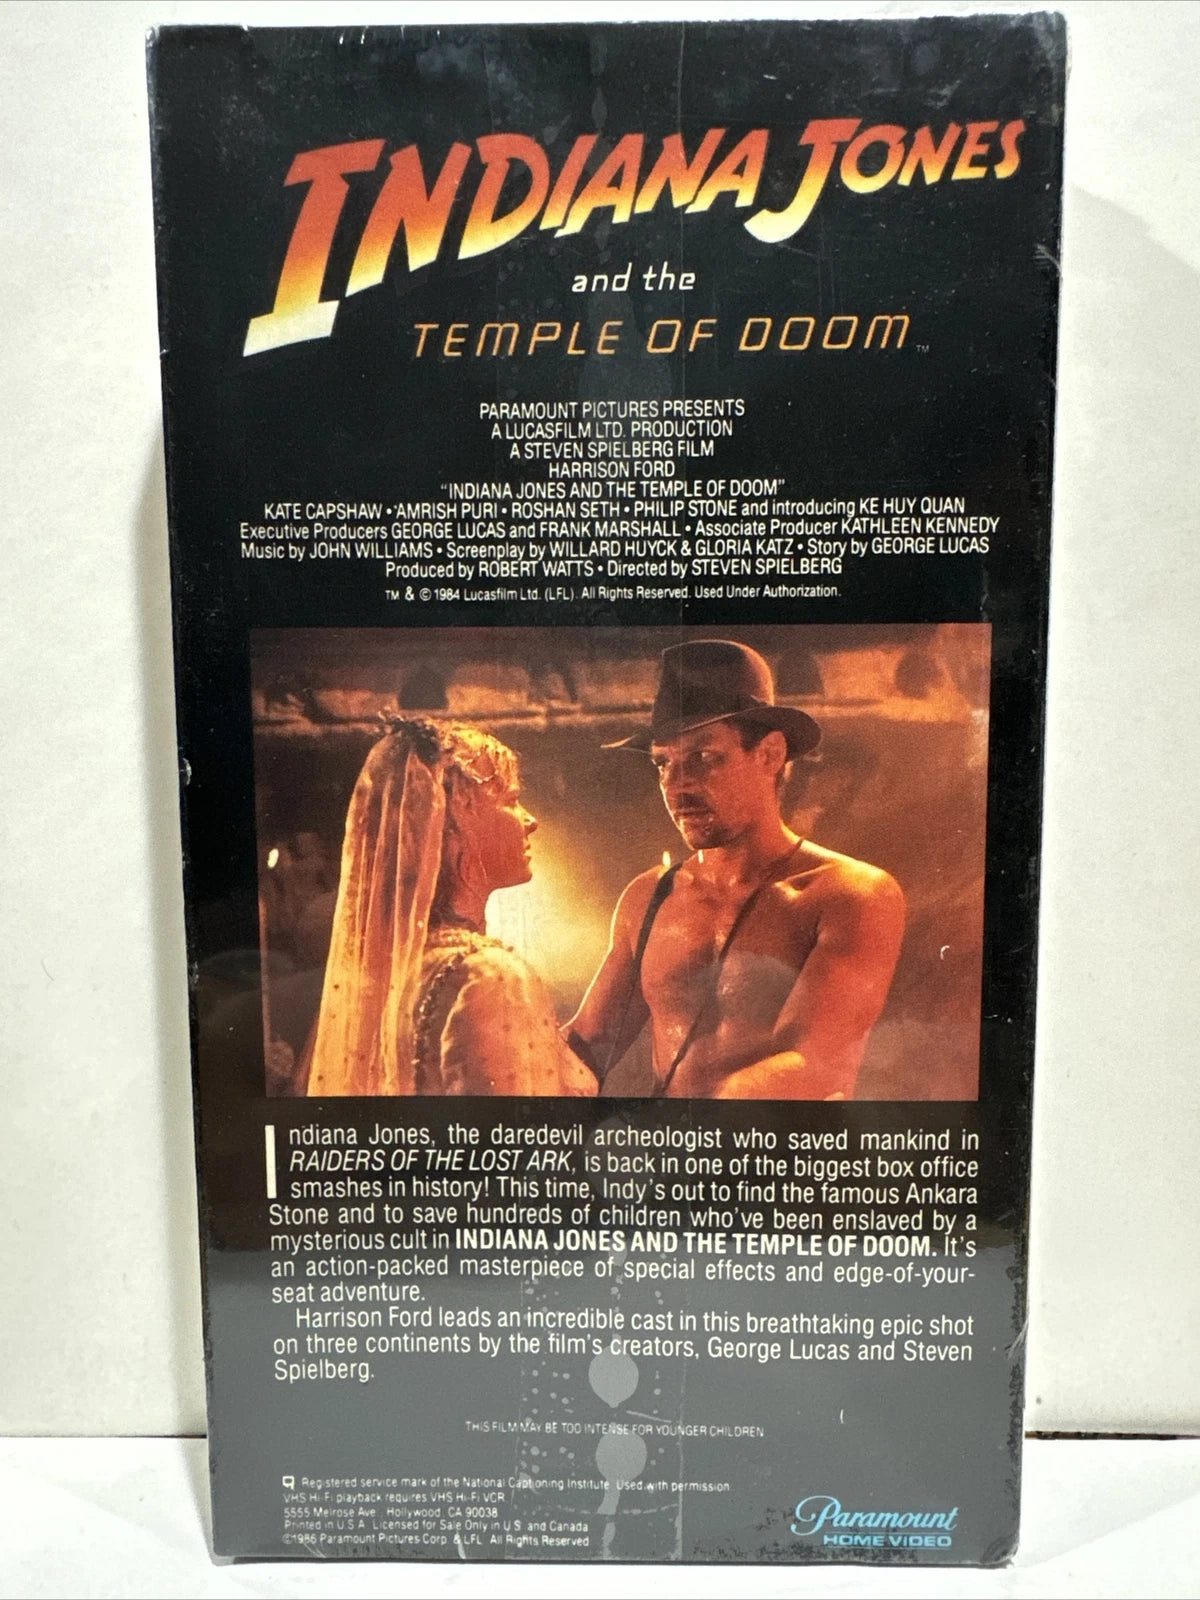 INDIANA JONES
and the
TEMPLE OF DOOM™
PARAMOUNT PICTURES PRESENTS
A LUCASFILM LTD. PRODUCTION
A STEVEN SPIELBERG FILM
HARRISON FORD
"INDIANA JONES AND THE TEMPLE OF DOOM"
KATE CAPSHAW • AMRISH PURI • ROSHAN SETH • PHILIP STONE and introducing KE HUY QUAN
Executive Producers GEORGE LUCAS and FRANK MARSHALL • Associate Producer KATHLEEN KENNEDY
Music by JOHN WILLIAMS • Screenplay by WILLARD HUYCK & GLORIA KATZ • Story by GEORGE LUCAS
Produced by ROBERT WATTS • Directed by STEVEN SPIELBERG
TM & © 1984 Lucasfilm Ltd. (LFL). All Rights Reserved. Used Under Authorization.
Indiana Jones, the daredevil archeologist who saved mankind in
RAIDERS OF THE LOST ARK, is back in one of the biggest box office
smashes in history! This time, Indy's out to find the famous Ankara
Stone and to save hundreds of children who've been enslaved by a
mysterious cult in INDIANA JONES AND THE TEMPLE OF DOOM. It's
an action-packed masterpiece of special effects and edge-of-your-
seat adventure.
Harrison Ford leads an incredible cast in this breathtaking epic shot
on three continents by the film's creators, George Lucas and Steven
Spielberg.
THIS FILM MAY BE TOO INTENSE FOR YOUNGER CHILDREN
Registered service mark of the National Captioning Institute. Used with permission.
VHS Hi-Fi playback requires VHS Hi-Fi VCR
5555 Melrose Ave., Hollywood, CA 90038
Printed in U.S.A. Licensed for Sale Only in U.S. and Canada
©1986 Paramount Pictures Corp. & LFL. All Rights Reserved
Paramount
HOME VIDEO